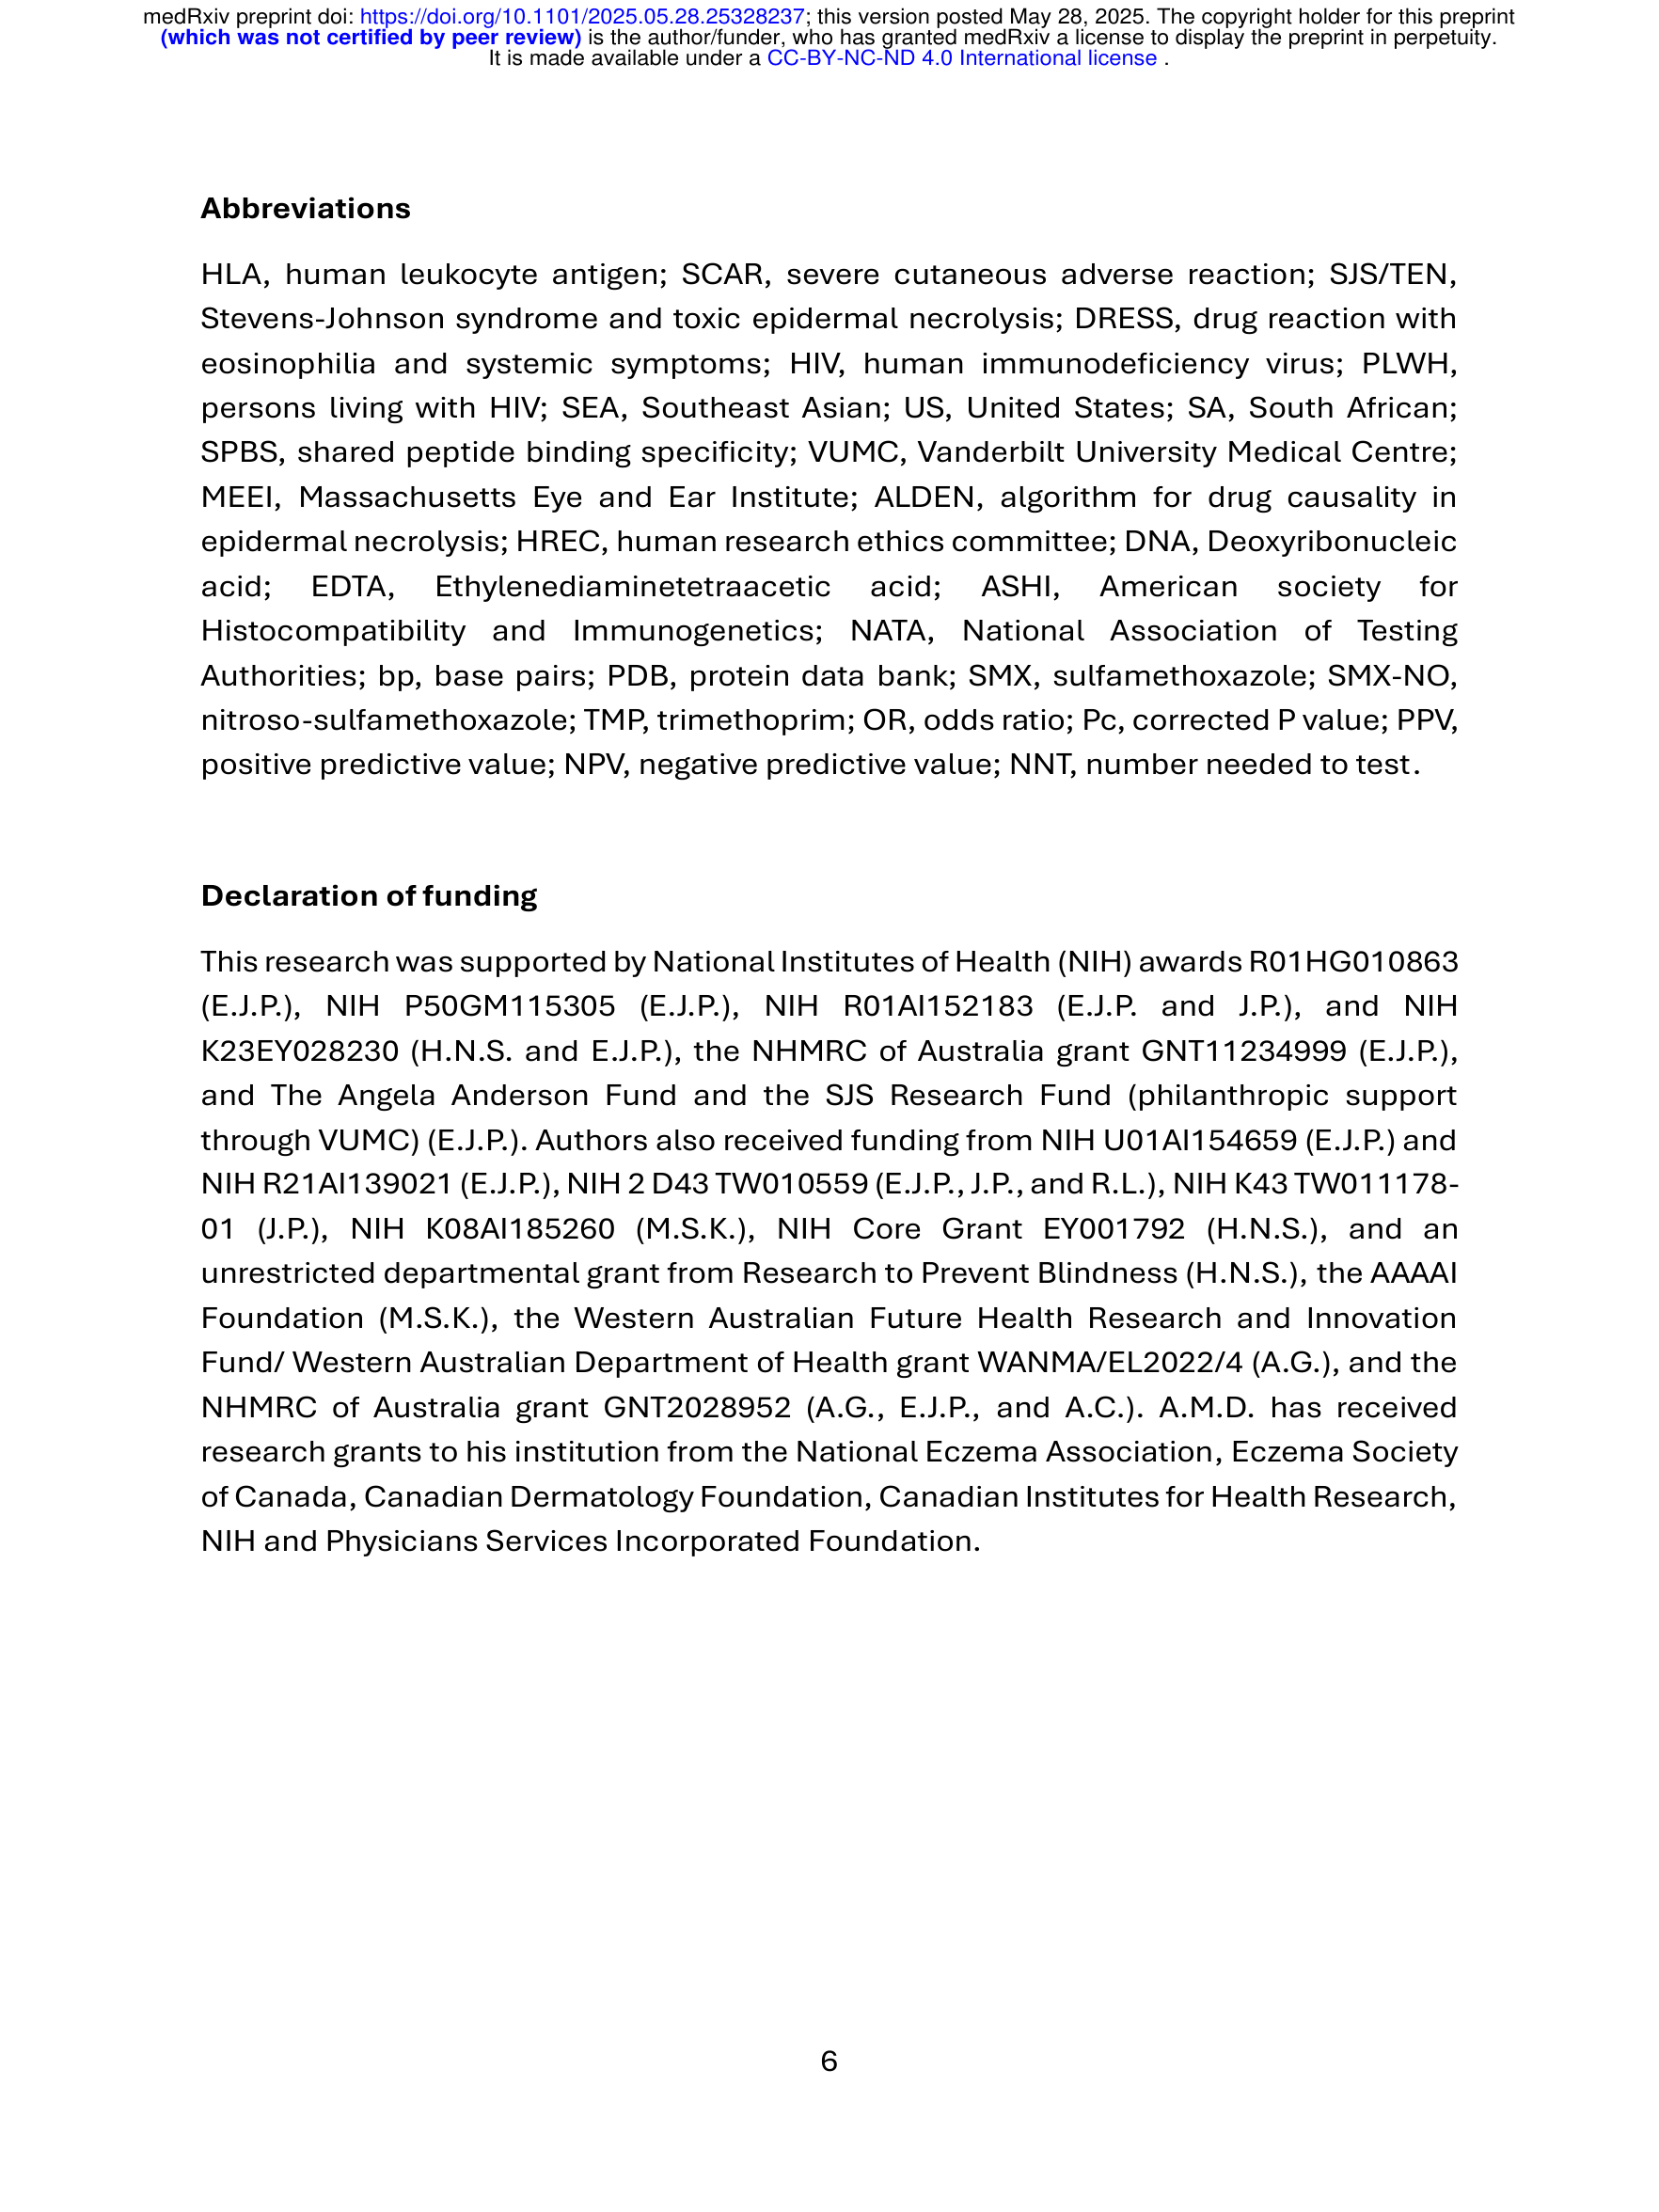 medRxiv preprint doi: https://doi.org/10.1101/2025.05.28.25328237; this version posted May 28, 2025. The copyright holder for this preprint
(which was not certified by peer review) is the author/funder, who has granted medRxiv a license to display the preprint in perpetuity.
It is made available under a CC-BY-NC-ND 4.0 International license .
Abbreviations
HLA, human leukocyte antigen; SCAR, severe cutaneous adverse reaction; SJS/TEN,
Stevens-Johnson syndrome and toxic epidermal necrolysis; DRESS, drug reaction with
eosinophilia and systemic symptoms; HIV, human immunodeficiency virus; PLWH,
persons living with HIV; SEA, Southeast Asian; US, United States; SA, South African;
SPBS, shared peptide binding specificity; VUMC, Vanderbilt University Medical Centre;
MEEI, Massachusetts Eye and Ear Institute; ALDEN, algorithm for drug causality in
epidermal necrolysis; HREC, human research ethics committee; DNA, Deoxyribonucleic
acid; EDTA, Ethylenediaminetetraacetic acid; ASHI, American society for
Histocompatibility and Immunogenetics; NATA, National Association of Testing
Authorities; bp, base pairs; PDB, protein data bank; SMX, sulfamethoxazole; SMX-NO,
nitroso-sulfamethoxazole; TMP, trimethoprim; OR, odds ratio; Pc, corrected P value; PPV,
positive predictive value; NPV, negative predictive value; NNT, number needed to test.
Declaration of funding
This research was supported by National Institutes of Health (NIH) awards R01HG010863
(E.J.P.), NIH P50GM115305 (E.J.P.), NIH R01AI152183 (E.J.P. and J.P.), and NIH
K23EY028230 (H.N.S. and E.J.P.), the NHMRC of Australia grant GNT11234999 (E.J.P.),
and The Angela Anderson Fund and the SJS Research Fund (philanthropic support
through VUMC) (E.J.P.). Authors also received funding from NIH U01AI154659 (E.J.P.) and
NIH R21AI139021 (E.J.P.), NIH 2 D43 TW010559 (E.J.P., J.P., and R.L.), NIH K43 TW011178-
01 (J.P.), NIH K08AI185260 (M.S.K.), NIH Core Grant EY001792 (H.N.S.), and an
unrestricted departmental grant from Research to Prevent Blindness (H.N.S.), the AAAAI
Foundation (M.S.K.), the Western Australian Future Health Research and Innovation
Fund/ Western Australian Department of Health grant WANMA/EL2022/4 (A.G.), and the
NHMRC of Australia grant GNT2028952 (A.G., E.J.P., and A.C.). A.M.D. has received
research grants to his institution from the National Eczema Association, Eczema Society
of Canada, Canadian Dermatology Foundation, Canadian Institutes for Health Research,
NIH and Physicians Services Incorporated Foundation.
6